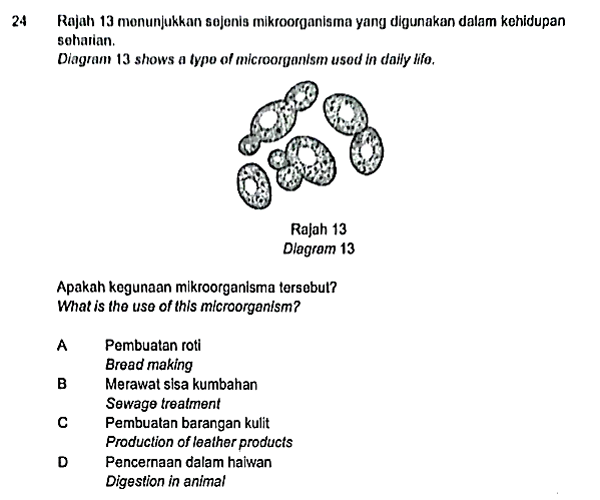 24 Rajah 13 menunjukkan sejenis mikroorganisma yang digunakan dalam kehidupan
seharian.
Diagram 13 shows a type of microorganism used in daily life.
Rajah 13
Diagram 13
Apakah kegunaan mikroorganisma tersebut?
What is the use of this microorganism?
A Pembuatan roti
Bread making
B Merawat sisa kumbahan
Sewage treatment
C Pembuatan barangan kulit
Production of leather products
D Pencernaan dalam haiwan
Digestion in animal